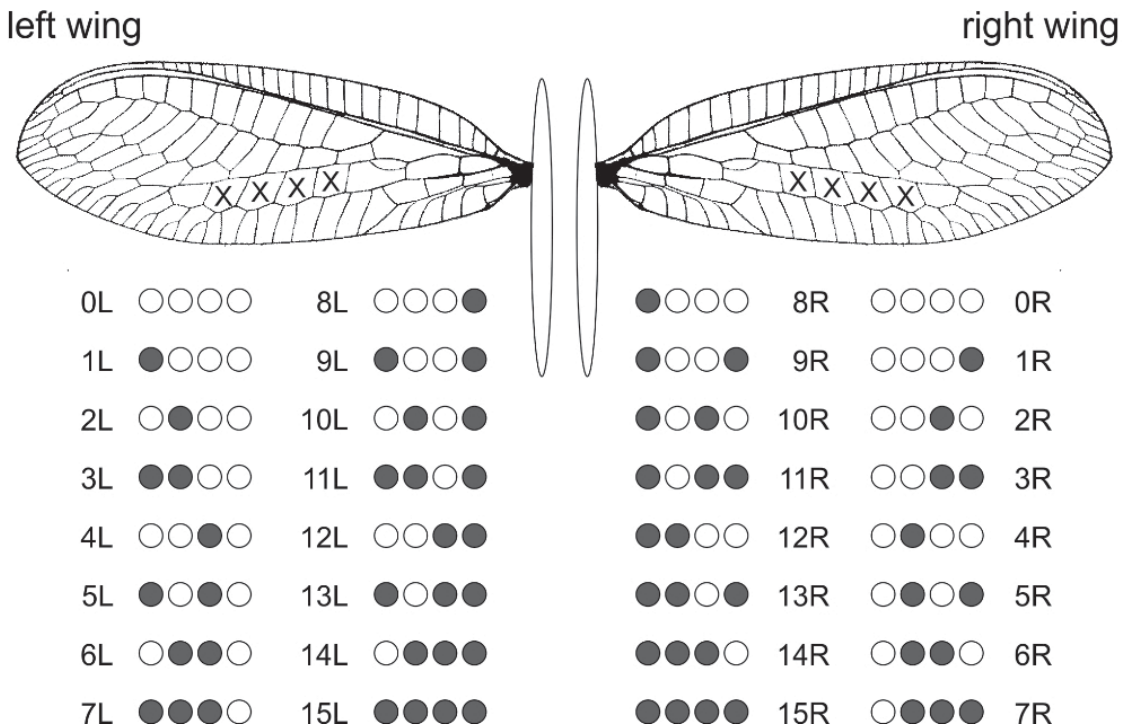 left wing right wing
X X X X X X X X
0L 8L 8R 0R
1L 9L 9R 1R
2L 10L 10R 2R
3L 11L 11R 3R
4L 12L 12R 4R
5L 13L 13R 5R
6L 14L 14R 6R
7L 15L 15R 7R